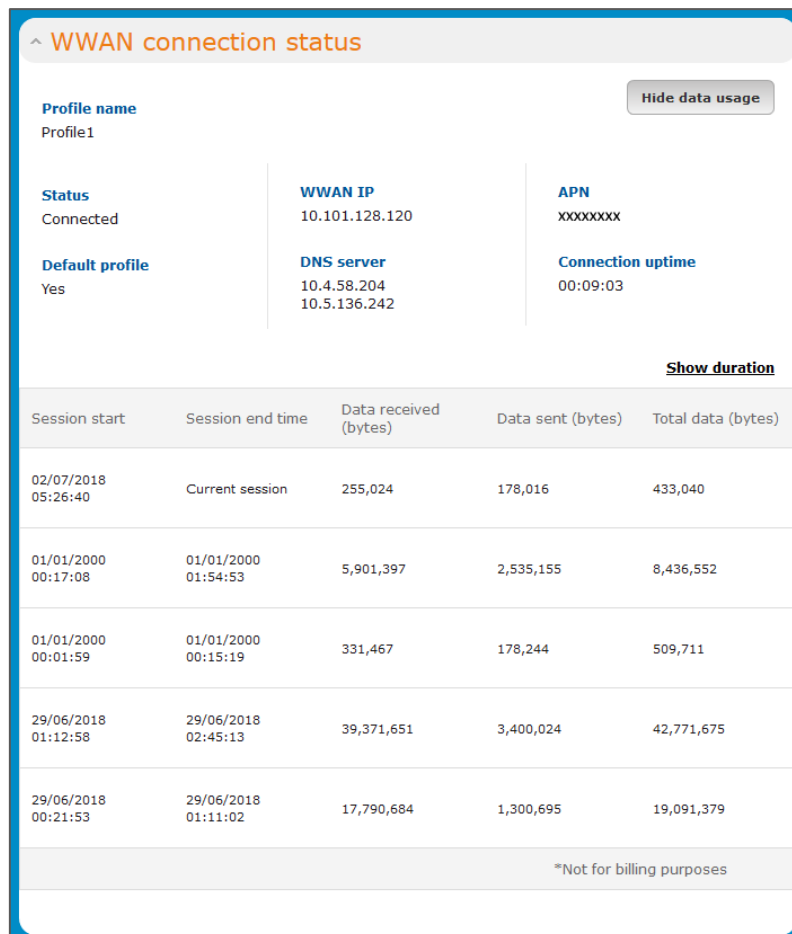 WWAN connection status
Hide data usage
Profile name
Profile1
Status
Connected
WWAN IP
10.101.128.120
APN
xxxxxxxx
Default profile
Yes
DNS server
10.4.58.204
10.5.136.242
Connection uptime
00:09:03
Show duration
Session start Session end time Data received (bytes) Data sent (bytes) Total data (bytes)
02/07/2018 05:26:40 Current session 255,024 178,016 433,040
01/01/2000 00:17:08 01/01/2000 01:54:53 5,901,397 2,535,155 8,436,552
01/01/2000 00:01:59 01/01/2000 00:15:19 331,467 178,244 509,711
29/06/2018 01:12:58 29/06/2018 02:45:13 39,371,651 3,400,024 42,771,675
29/06/2018 00:21:53 29/06/2018 01:11:02 17,790,684 1,300,695 19,091,379
*Not for billing purposes